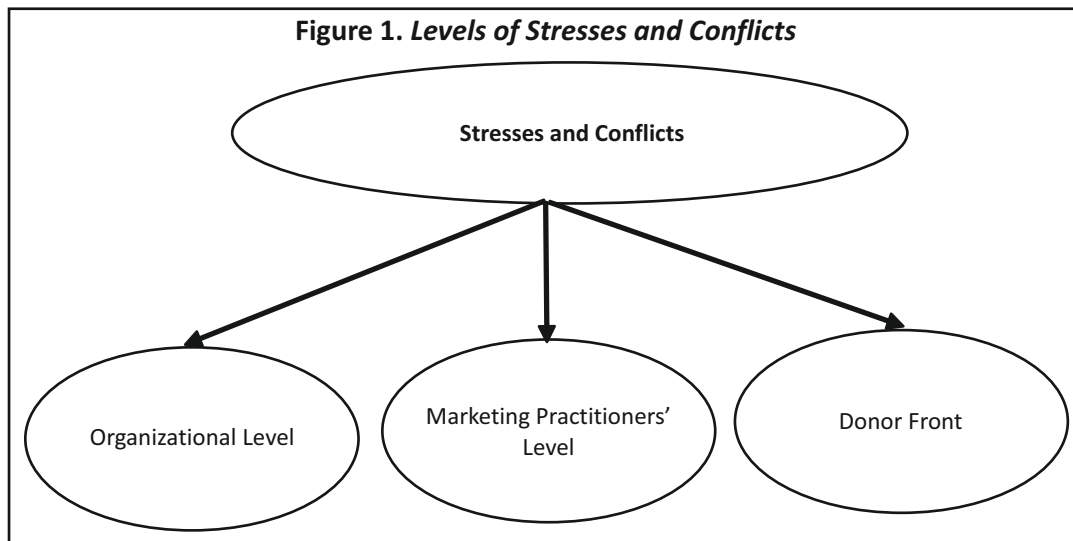 Figure 1. Levels of Stresses and Conflicts
Stresses and Conflicts
Organizational Level
Marketing Practitioners’
Level
Donor Front